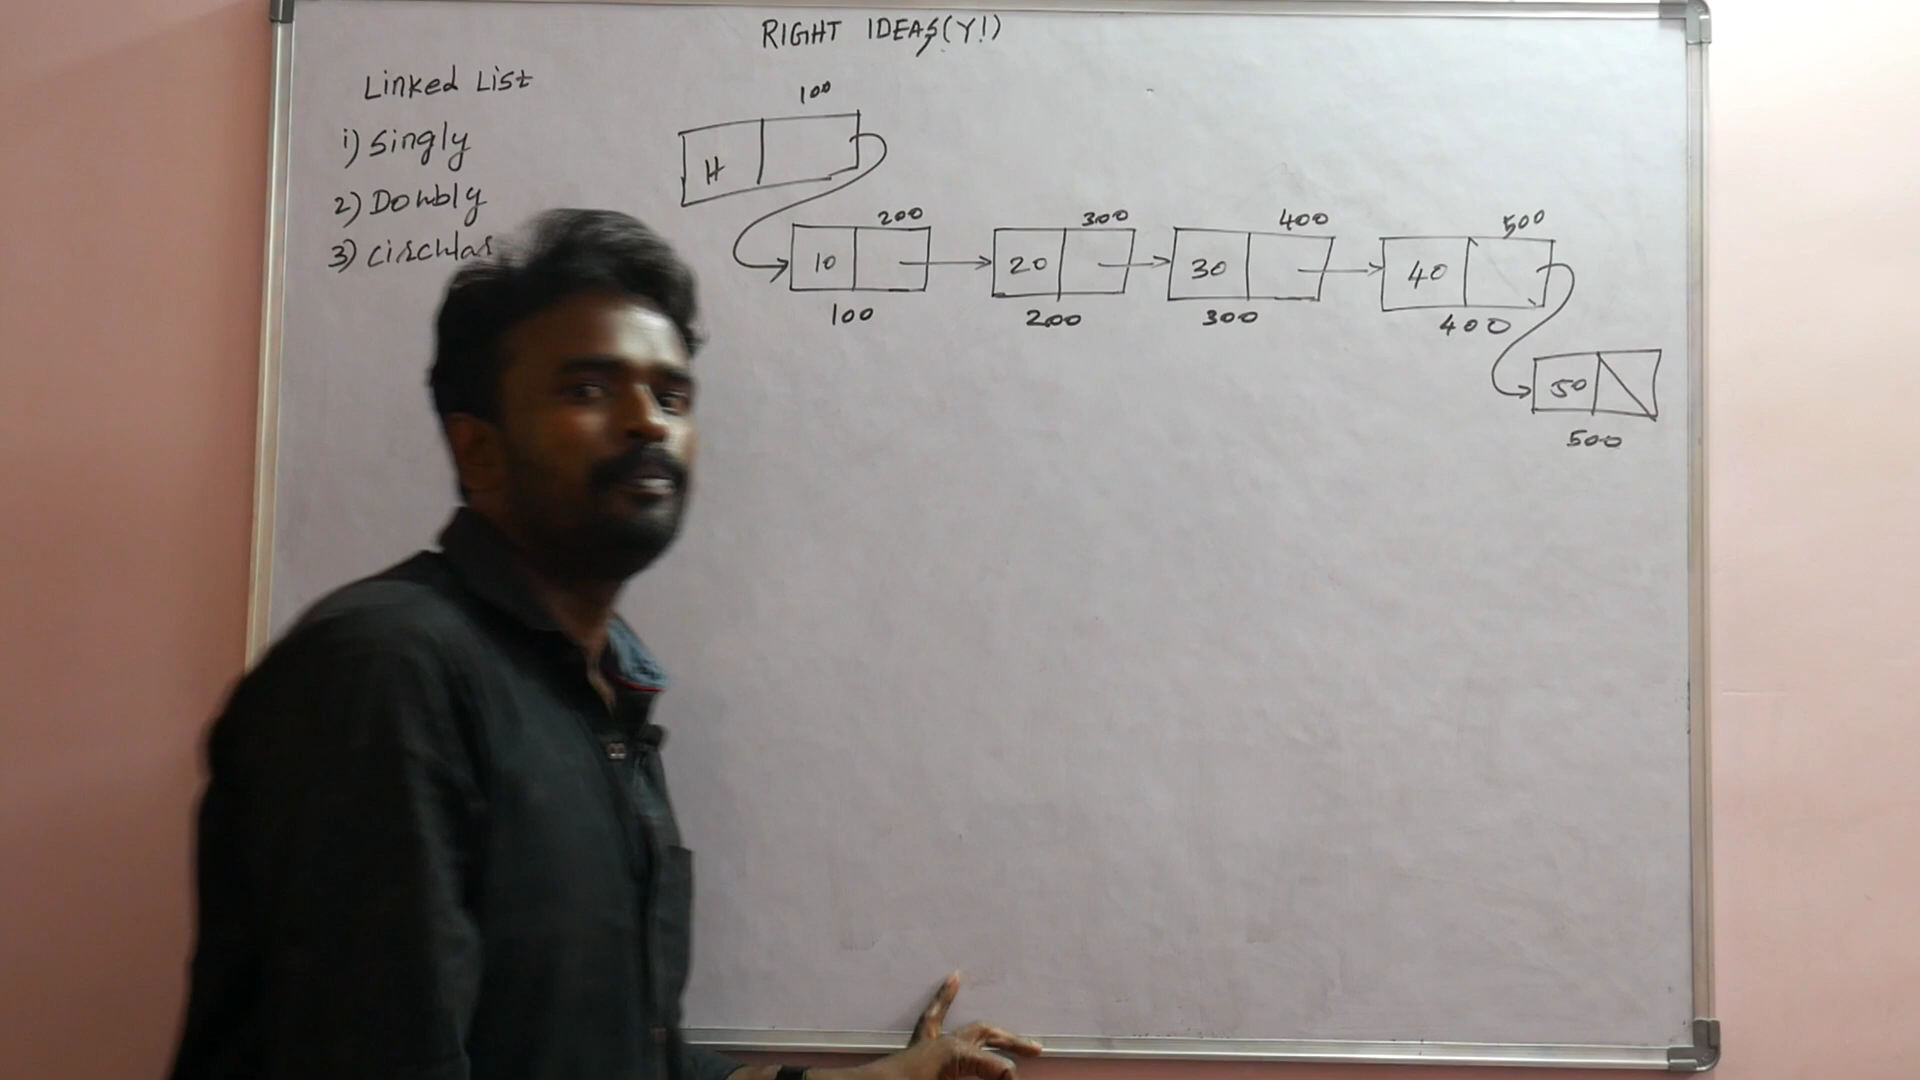 RIGHT IDEAS(Y!)
Linked List
1) Singly
2) Doubly
3) circular
100
H
200 300 400 500
10 20 30 40
100 200 300 400
50
500